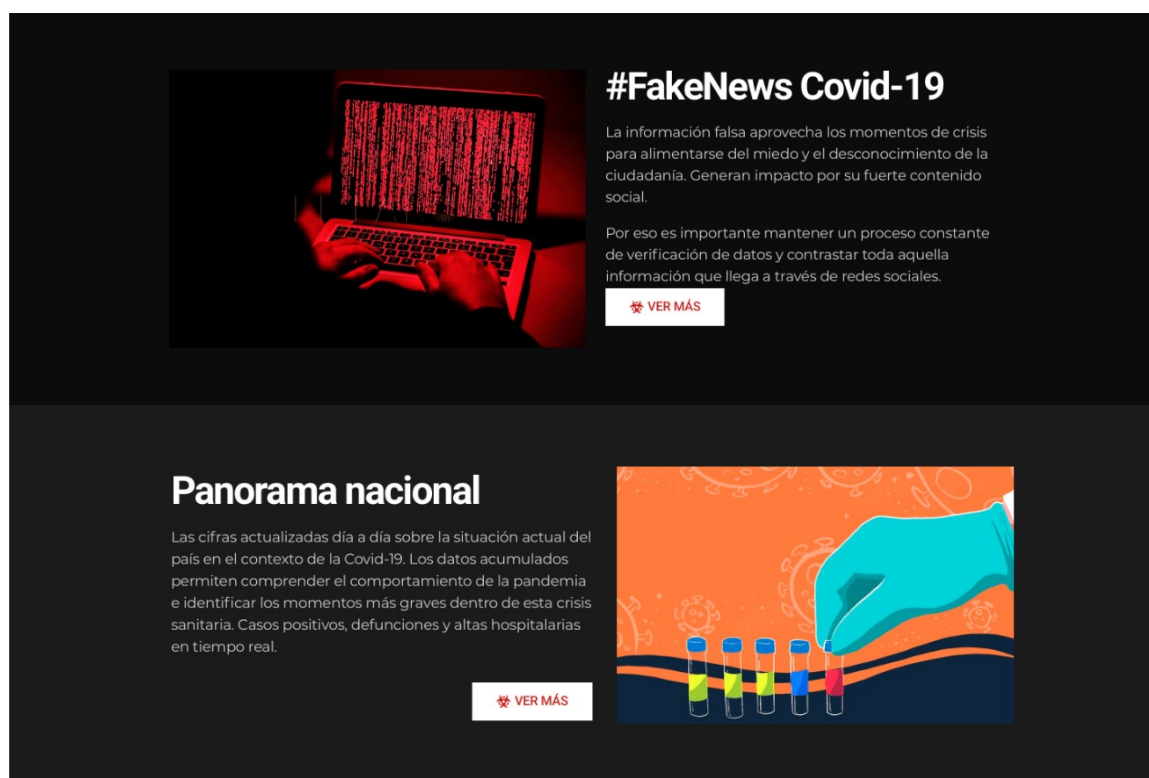 #FakeNews Covid-19
La información falsa aprovecha los momentos de crisis
para alimentarse del miedo y el desconocimiento de la
ciudadanía. Generan impacto por su fuerte contenido
social.
Por eso es importante mantener un proceso constante
de verificación de datos y contrastar toda aquella
información que llega a través de redes sociales.
VER MÁS
Panorama nacional
Las cifras actualizadas día a día sobre la situación actual del
país en el contexto de la Covid-19. Los datos acumulados
permiten comprender el comportamiento de la pandemia
e identificar los momentos más graves dentro de esta crisis
sanitaria. Casos positivos, defunciones y altas hospitalarias
en tiempo real.
VER MÁS